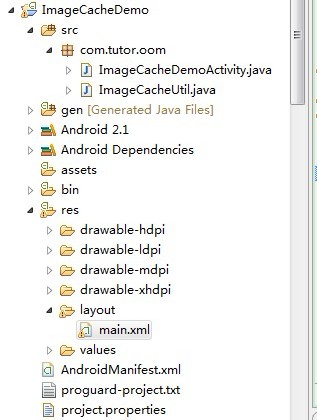 ImageCacheDemo
src
com.tutor.oom
ImageCacheDemoActivity.java
ImageCacheUtil.java
gen [Generated Java Files]
Android 2.1
Android Dependencies
assets
bin
res
drawable-hdpi
drawable-ldpi
drawable-mdpi
drawable-xhdpi
layout
main.xml
values
AndroidManifest.xml
proguard-project.txt
project.properties